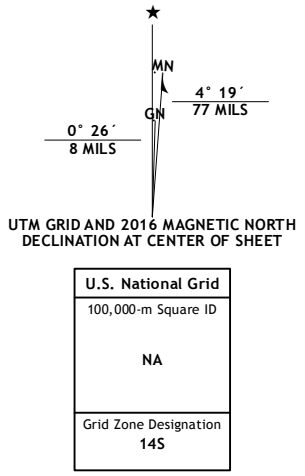 MN
GN
4° 19´
77 MILS
0° 26´
8 MILS
UTM GRID AND 2016 MAGNETIC NORTH
DECLINATION AT CENTER OF SHEET
U.S. National Grid
100,000-m Square ID
NA
Grid Zone Designation
14S